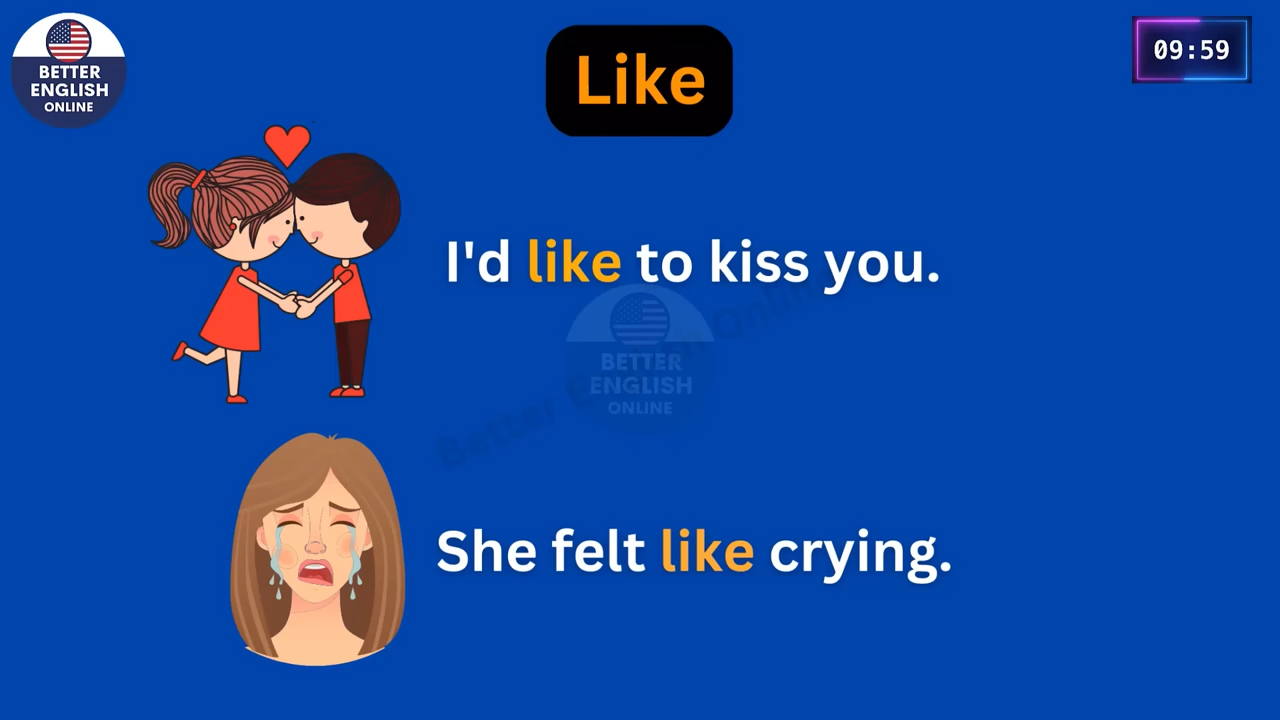 BETTER
ENGLISH
ONLINE
Like
09:59
I'd like to kiss you.
BETTER
ENGLISH
ONLINE
She felt like crying.